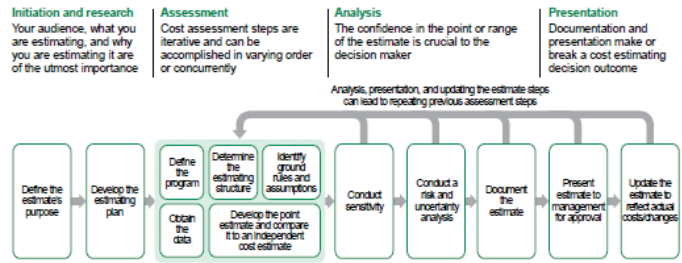 Initiation and research
Your audience, what you
are estimating, and why
you are estimating it are
of the utmost importance
Assessment
Cost assessment steps are
iterative and can be
accomplished in varying order
or concurrently
Analysis
The confidence in the point or range
of the estimate is crucial to the
decision maker
Presentation
Documentation and
presentation make or
break a cost estimating
decision outcome
Analysis, presentation, and updating the estimate steps
can lead to repeating previous assessment steps
Define the
estimate's
purpose
Develop the
estimating
plan
Define
the
program
Determine
the
estimating
structure
Identify
ground
rules and
assumptions
Obtain
the
data
Develop the point
estimate and compare
it to an independent
cost estimate
Conduct
sensitivity
Conduct a
risk and
uncertainty
analysis
Document
the
estimate
Present
estimate to
management
for approval
Update the
estimate to
reflect actual
costs/changes